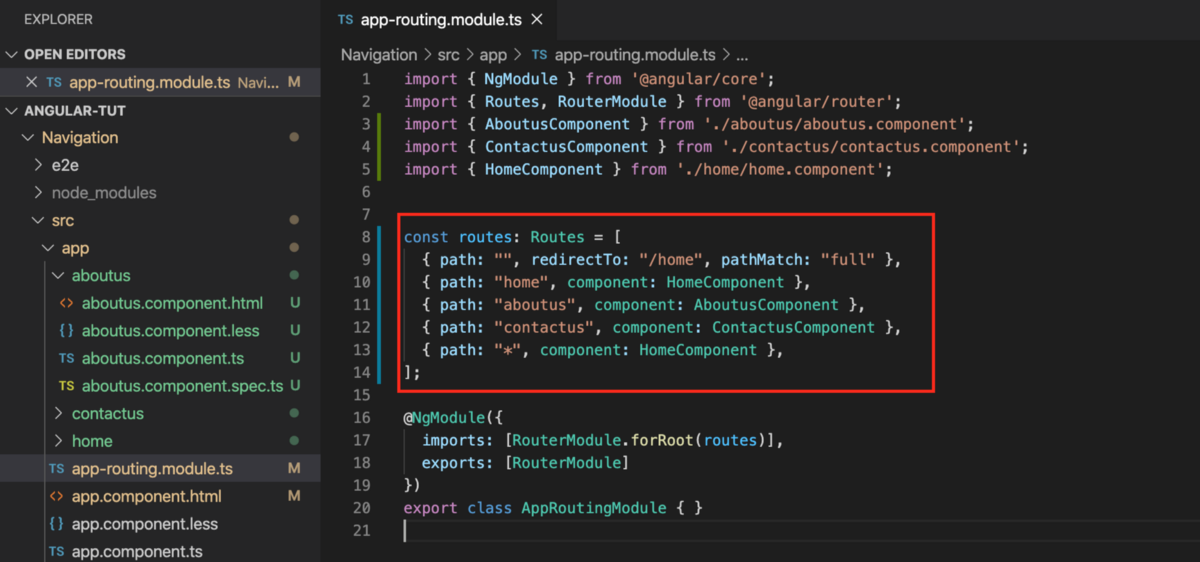 EXPLORER
OPEN EDITORS
TS app-routing.module.ts Navi... M
ANGULAR-TUT
Navigation
e2e
node_modules
src
app
aboutus
<> aboutus.component.html U
{} aboutus.component.less U
TS aboutus.component.ts U
TS aboutus.component.spec.ts U
contactus
home
TS app-routing.module.ts M
<> app.component.html M
{} app.component.less
TS app.component.ts
TS app-routing.module.ts
Navigation > src > app > TS app-routing.module.ts > ...
1 import { NgModule } from '@angular/core';
2 import { Routes, RouterModule } from '@angular/router';
3 import { AboutusComponent } from './aboutus/aboutus.component';
4 import { ContactusComponent } from './contactus/contactus.component';
5 import { HomeComponent } from './home/home.component';
6
7
8 const routes: Routes = [
9 { path: "", redirectTo: "/home", pathMatch: "full" },
10 { path: "home", component: HomeComponent },
11 { path: "aboutus", component: AboutusComponent },
12 { path: "contactus", component: ContactusComponent },
13 { path: "*", component: HomeComponent },
14 ];
15
16 @NgModule({
17 imports: [RouterModule.forRoot(routes)],
18 exports: [RouterModule]
19 })
20 export class AppRoutingModule { }
21